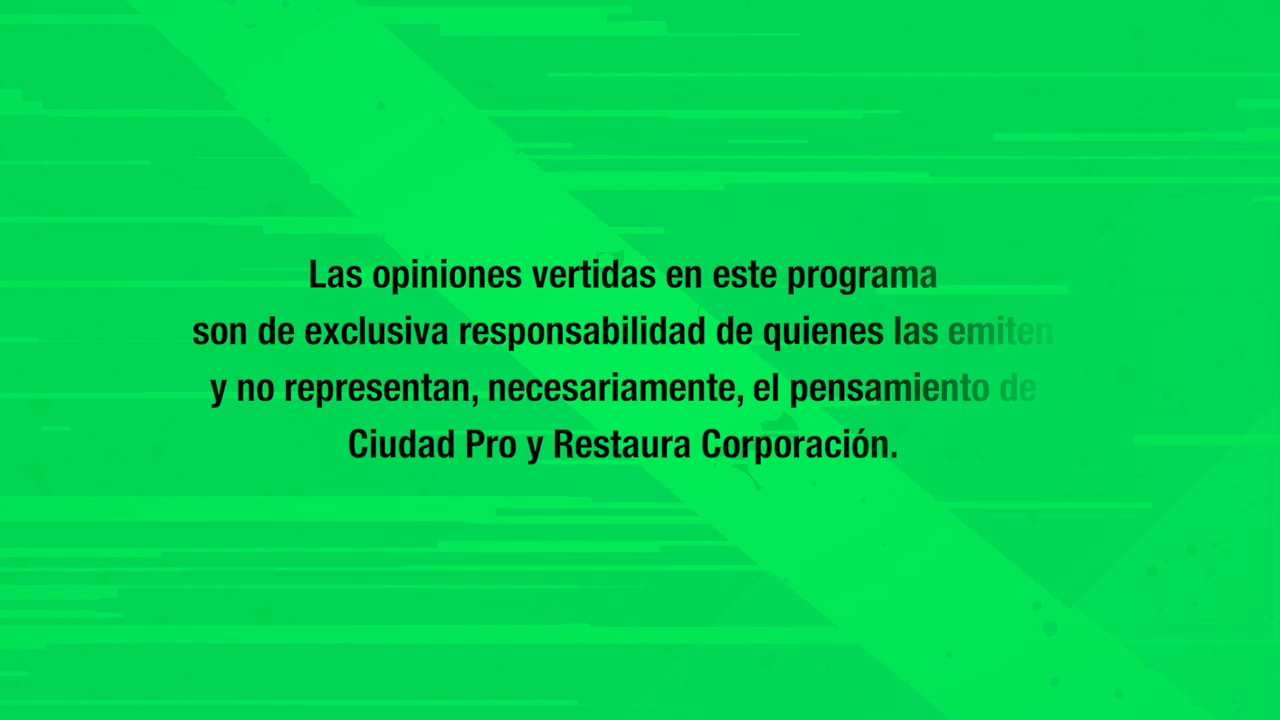 Las opiniones vertidas en este programa
son de exclusiva responsabilidad de quienes las emiten
y no representan, necesariamente, el pensamiento de
Ciudad Pro y Restaura Corporación.